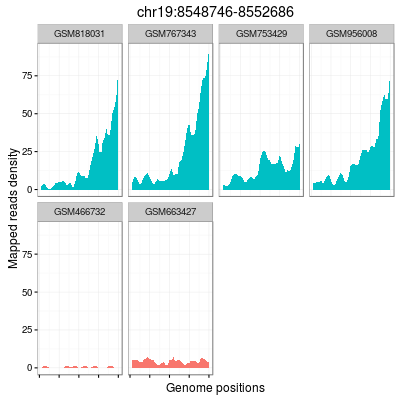 chr19:8548746-8552686
GSM818031 GSM767343 GSM753429 GSM956008
75
50
25
0
Mapped reads density
GSM466732 GSM663427
75
50
25
0
Genome positions